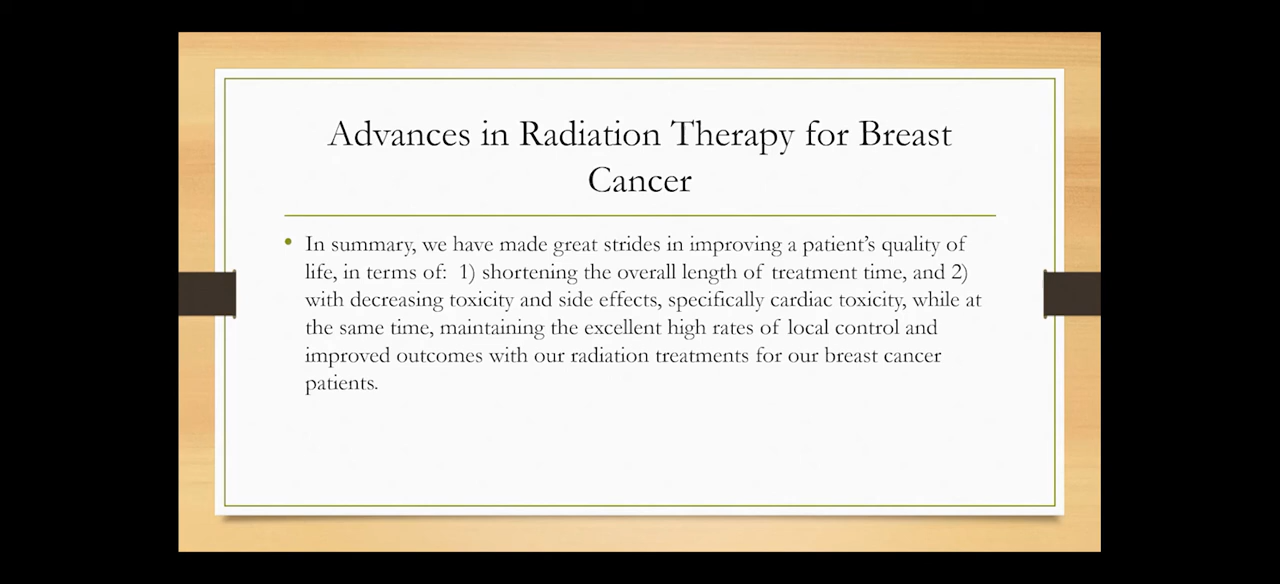 Advances in Radiation Therapy for Breast
Cancer
• In summary, we have made great strides in improving a patient’s quality of
life, in terms of:  1) shortening the overall length of treatment time, and 2)
with decreasing toxicity and side effects, specifically cardiac toxicity, while at
the same time, maintaining the excellent high rates of local control and
improved outcomes with our radiation treatments for our breast cancer
patients.